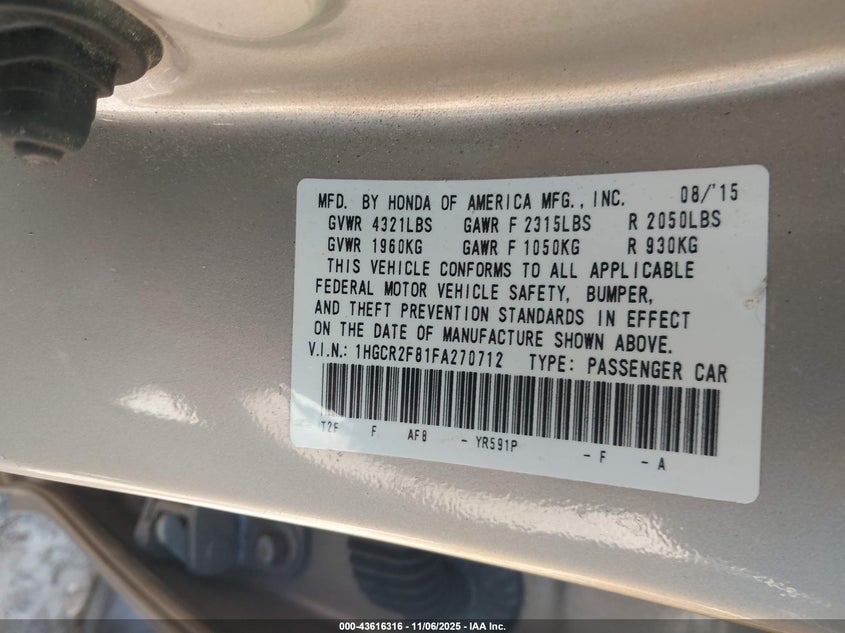 MFD. BY HONDA OF AMERICA MFG., INC. 08/'15
GVWR 4321LBS GAWR F 2315LBS R 2050LBS
GVWR 1960KG GAWR F 1050KG R 930KG
THIS VEHICLE CONFORMS TO ALL APPLICABLE
FEDERAL MOTOR VEHICLE SAFETY, BUMPER,
AND THEFT PREVENTION STANDARDS IN EFFECT
ON THE DATE OF MANUFACTURE SHOWN ABOVE.
V.I.N.: 1HGCR2F81FA270712 TYPE: PASSENGER CAR
T2F F AF8 - YR591P - F - A
000-43616316 - 11/06/2025 - IAA Inc.